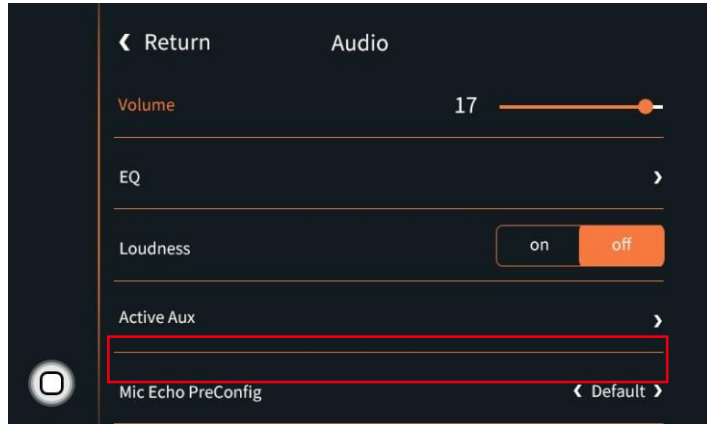 Return Audio
Volume 17
EQ
Loudness on off
Active Aux
Mic Echo PreConfig Default